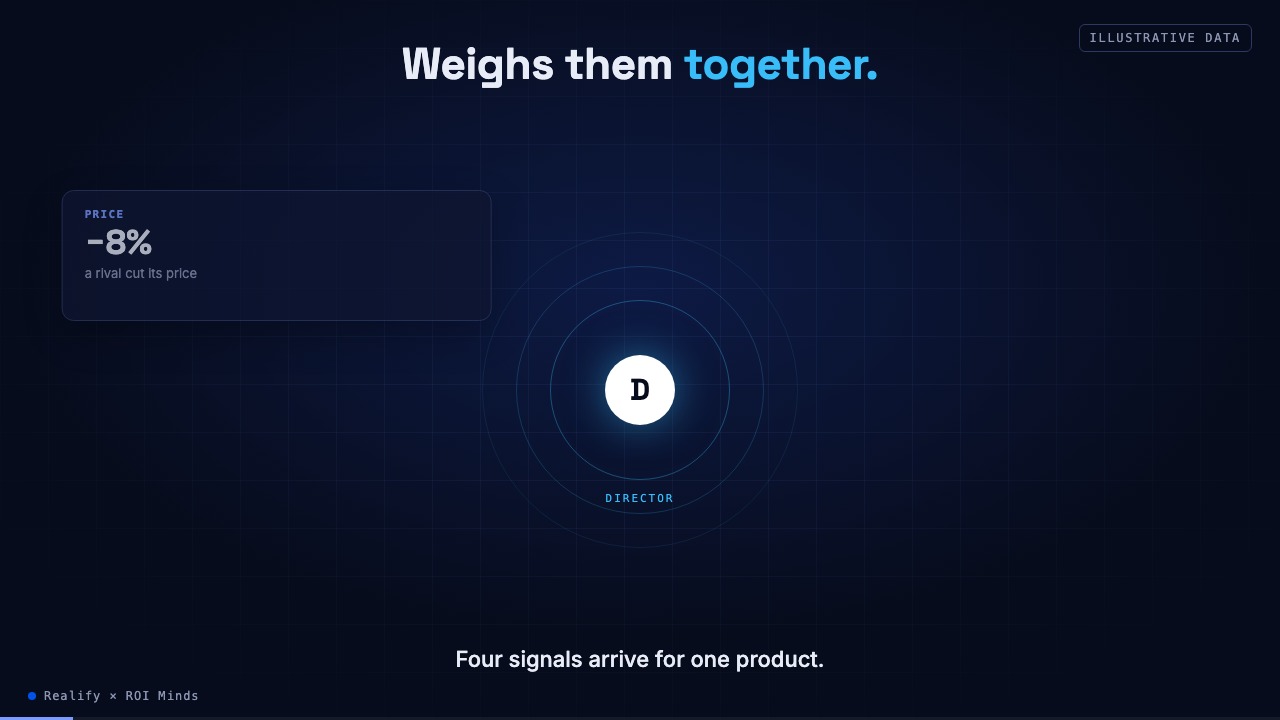 ILLUSTRATIVE DATA
Weighs them together.
PRICE
-8%
a rival cut its price
D
DIRECTOR
Four signals arrive for one product.
Realify × ROI Minds